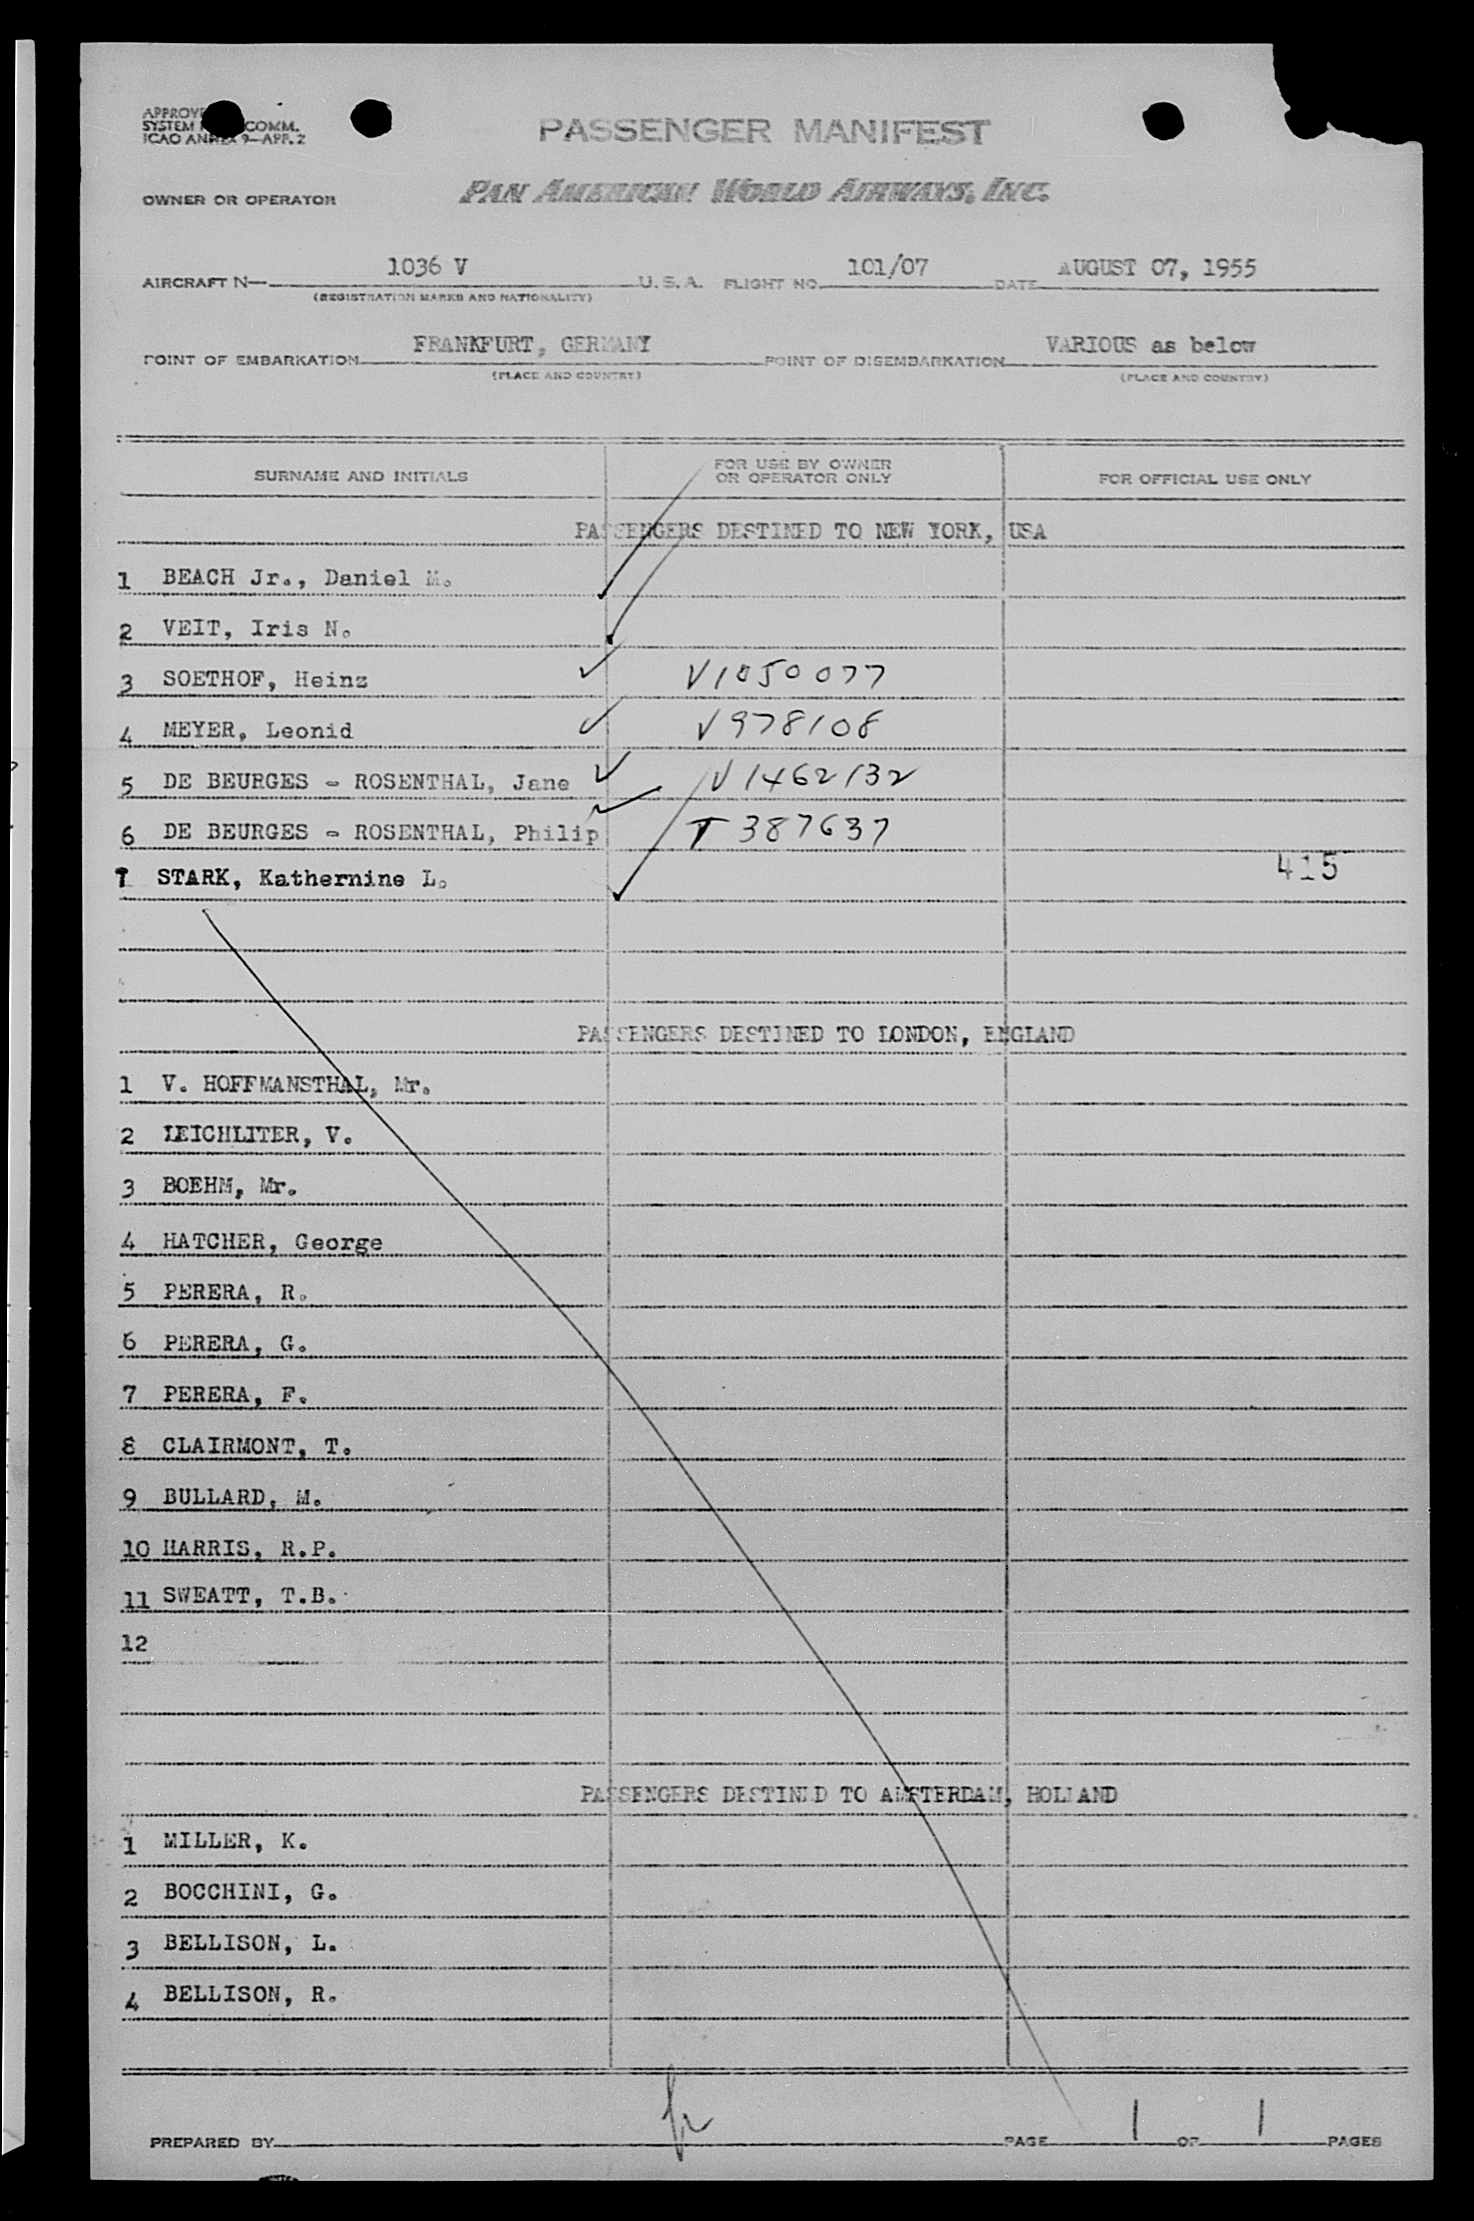 SYSTEM COMM.
ICAO ANNEX 9—APP. 2
PASSENGER MANIFEST
OWNER OR OPERATOR PAN AMERICAN WORLD AIRWAYS, INC.
AIRCRAFT N— 1036 V U. S. A. FLIGHT NO. 101/07 DATE AUGUST 07, 1955
(REGISTRATION MARKS AND NATIONALITY)
POINT OF EMBARKATION FRANKFURT, GERMANY POINT OF DISEMBARKATION VARIOUS as below
(PLACE AND COUNTRY) (PLACE AND COUNTRY)
SURNAME AND INITIALS FOR USE BY OWNER OR OPERATOR ONLY FOR OFFICIAL USE ONLY
PASSENGERS DESTINED TO NEW YORK, USA
1 BEACH Jr., Daniel M.
2 VEIT, Iris N.
3 SOETHOF, Heinz V1050077
4 MEYER, Leonid V978108
5 DE BEURGES - ROSENTHAL, Jane V1462132
6 DE BEURGES - ROSENTHAL, Philip T387637
7 STARK, Kathernine L. 415
PASSENGERS DESTINED TO LONDON, ENGLAND
1 V. HOFFMANSTHAL, Mr.
2 LEICHLITER, V.
3 BOEHM, Mr.
4 HATCHER, George
5 PERERA, R.
6 PERERA, G.
7 PERERA, F.
8 CLAIRMONT, T.
9 BULLARD, M.
10 HARRIS, R.P.
11 SWEATT, T.B.
12
PASSENGERS DESTINED TO AMSTERDAM, HOLLAND
1 MILLER, K.
2 BOCCHINI, G.
3 BELLISON, L.
4 BELLISON, R.
PREPARED BY PAGE 1 OF 1 PAGES